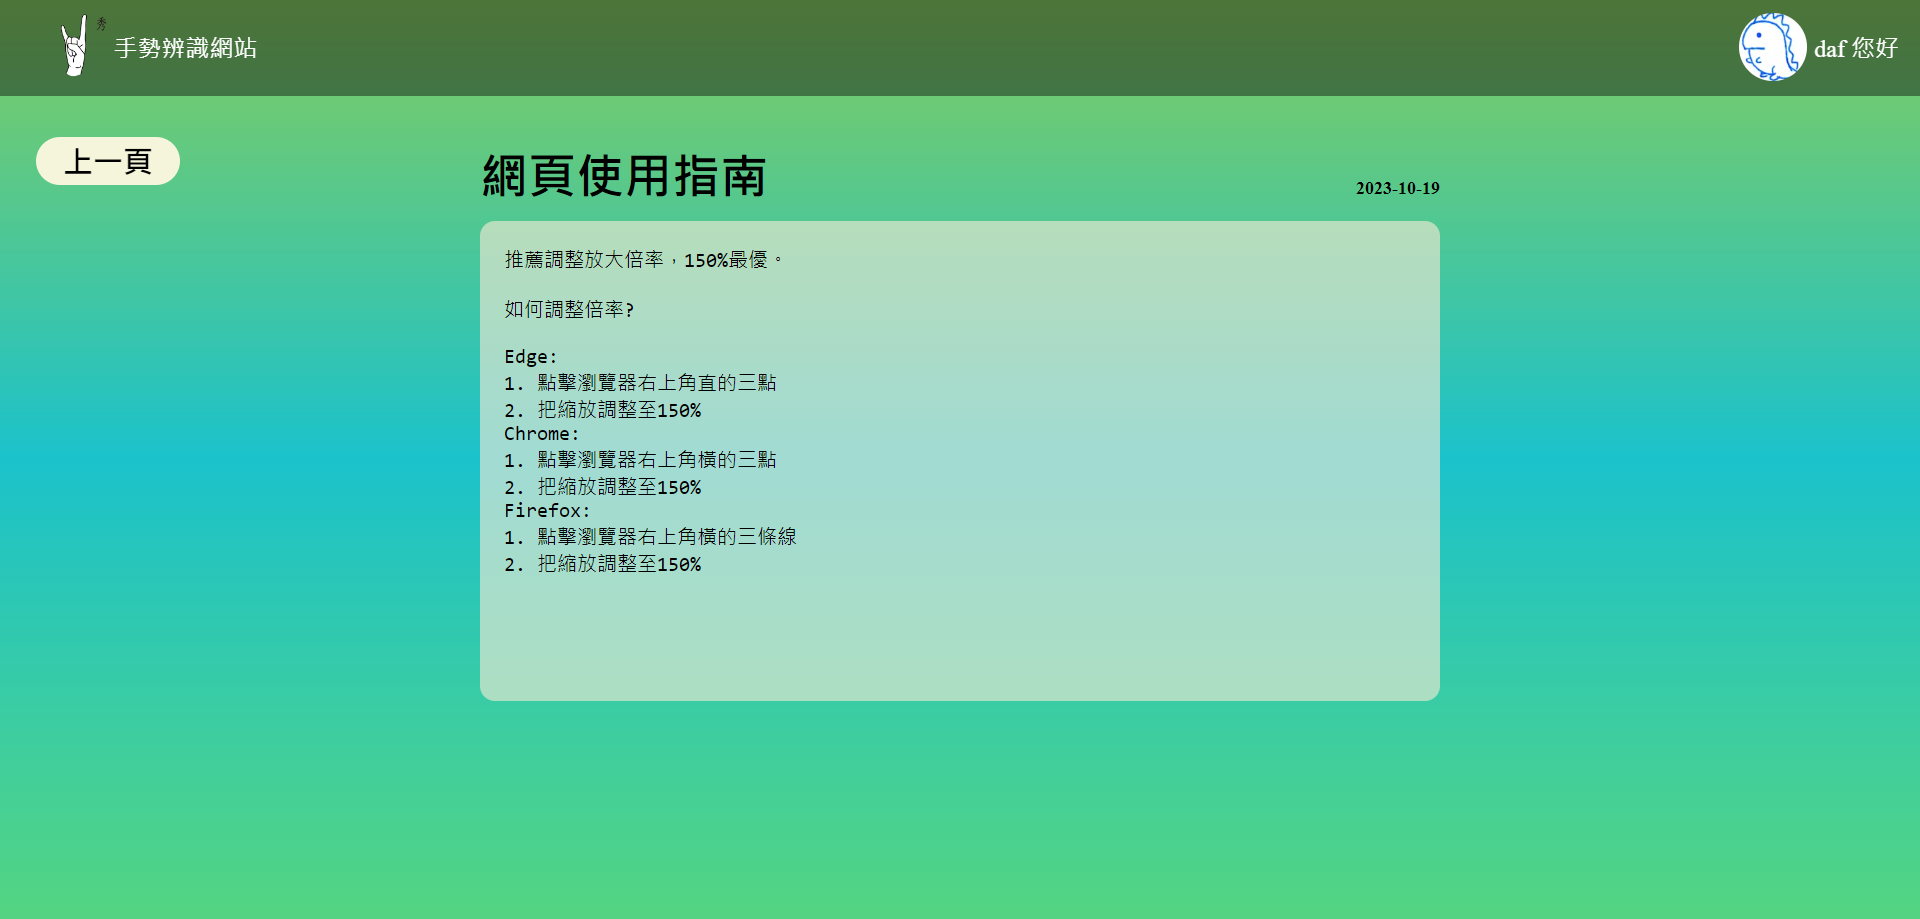 秀
手勢辨識網站
daf 您好
上一頁
網頁使用指南
2023-10-19
推薦調整放大倍率，150%最優。
如何調整倍率?
Edge:
1. 點擊瀏覽器右上角直的三點
2. 把縮放調整至150%
Chrome:
1. 點擊瀏覽器右上角橫的三點
2. 把縮放調整至150%
Firefox:
1. 點擊瀏覽器右上角橫的三條線
2. 把縮放調整至150%